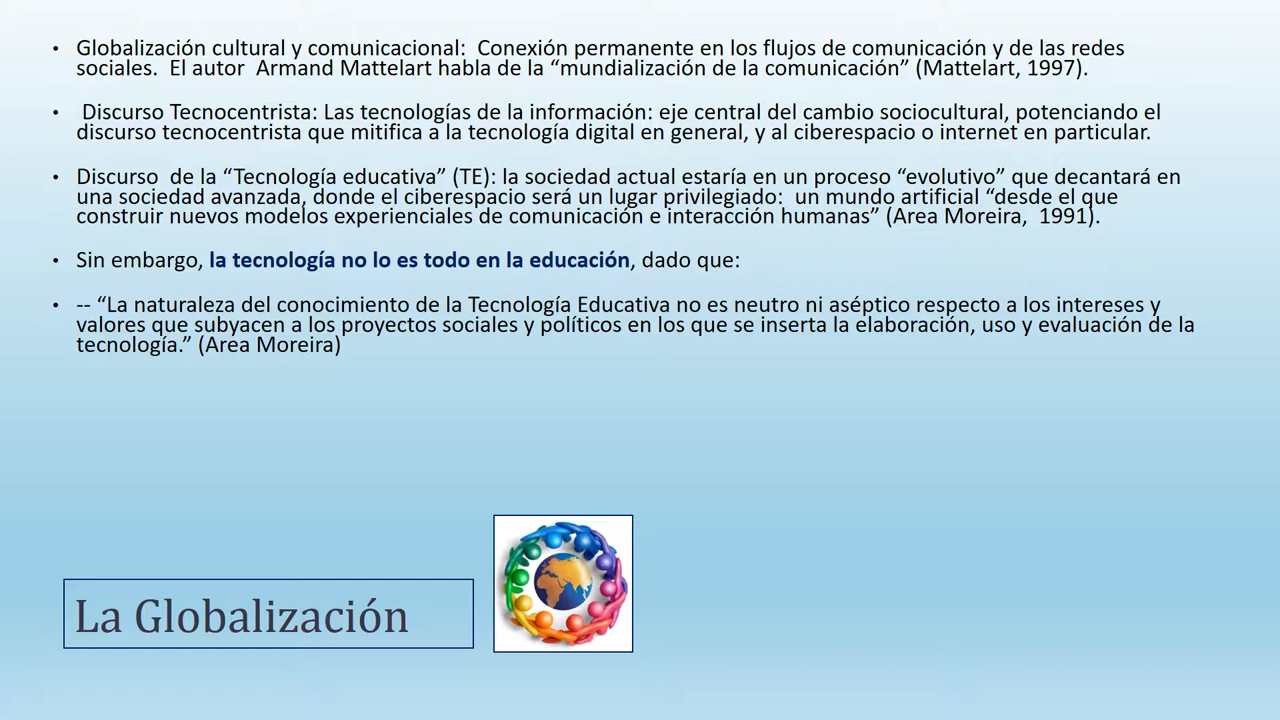 • Globalización cultural y comunicacional:  Conexión permanente en los flujos de comunicación y de las redes
sociales.  El autor  Armand Mattelart habla de la “mundialización de la comunicación” (Mattelart, 1997).
•  Discurso Tecnocentrista: Las tecnologías de la información: eje central del cambio sociocultural, potenciando el
discurso tecnocentrista que mitifica a la tecnología digital en general, y al ciberespacio o internet en particular.
• Discurso  de la “Tecnología educativa” (TE): la sociedad actual estaría en un proceso “evolutivo” que decantará en
una sociedad avanzada, donde el ciberespacio será un lugar privilegiado:  un mundo artificial “desde el que
construir nuevos modelos experienciales de comunicación e interacción humanas” (Area Moreira,  1991).
• Sin embargo, la tecnología no lo es todo en la educación, dado que:
• -- “La naturaleza del conocimiento de la Tecnología Educativa no es neutro ni aséptico respecto a los intereses y
valores que subyacen a los proyectos sociales y políticos en los que se inserta la elaboración, uso y evaluación de la
tecnología.” (Area Moreira)
La Globalización